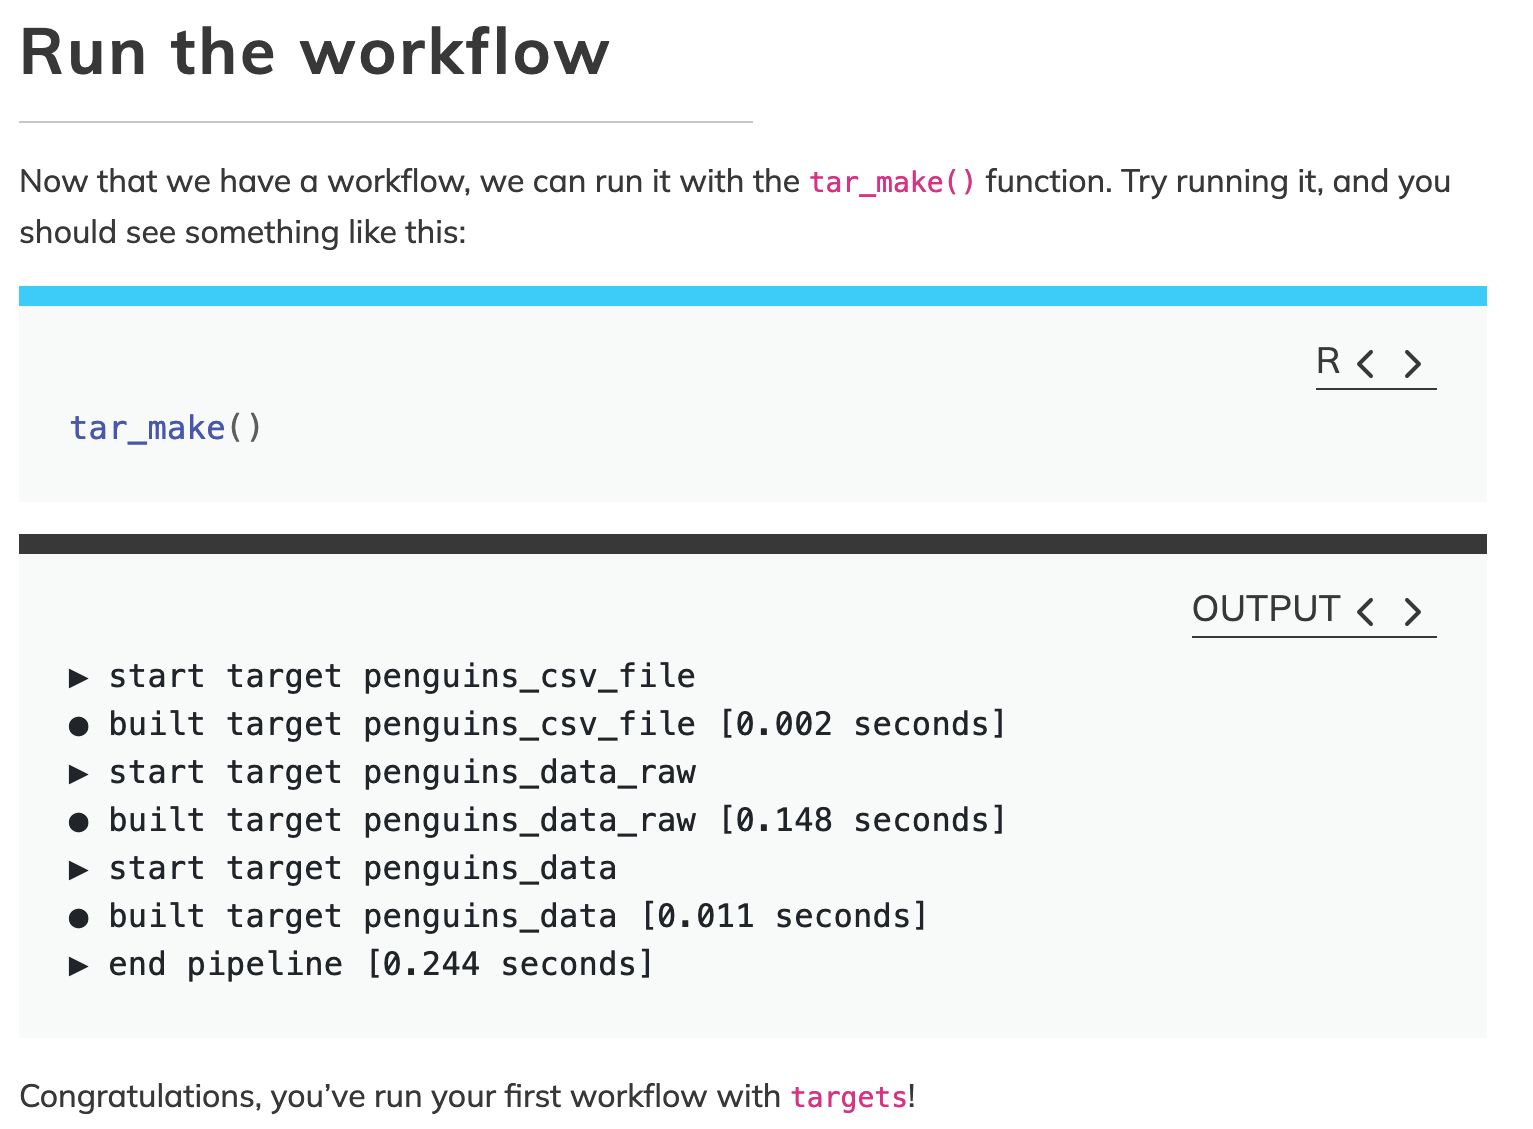 Run the workflow
Now that we have a workflow, we can run it with the tar_make() function. Try running it, and you
should see something like this:
R < >
tar_make()
OUTPUT < >
▶ start target penguins_csv_file
● built target penguins_csv_file [0.002 seconds]
▶ start target penguins_data_raw
● built target penguins_data_raw [0.148 seconds]
▶ start target penguins_data
● built target penguins_data [0.011 seconds]
▶ end pipeline [0.244 seconds]
Congratulations, you’ve run your first workflow with targets!